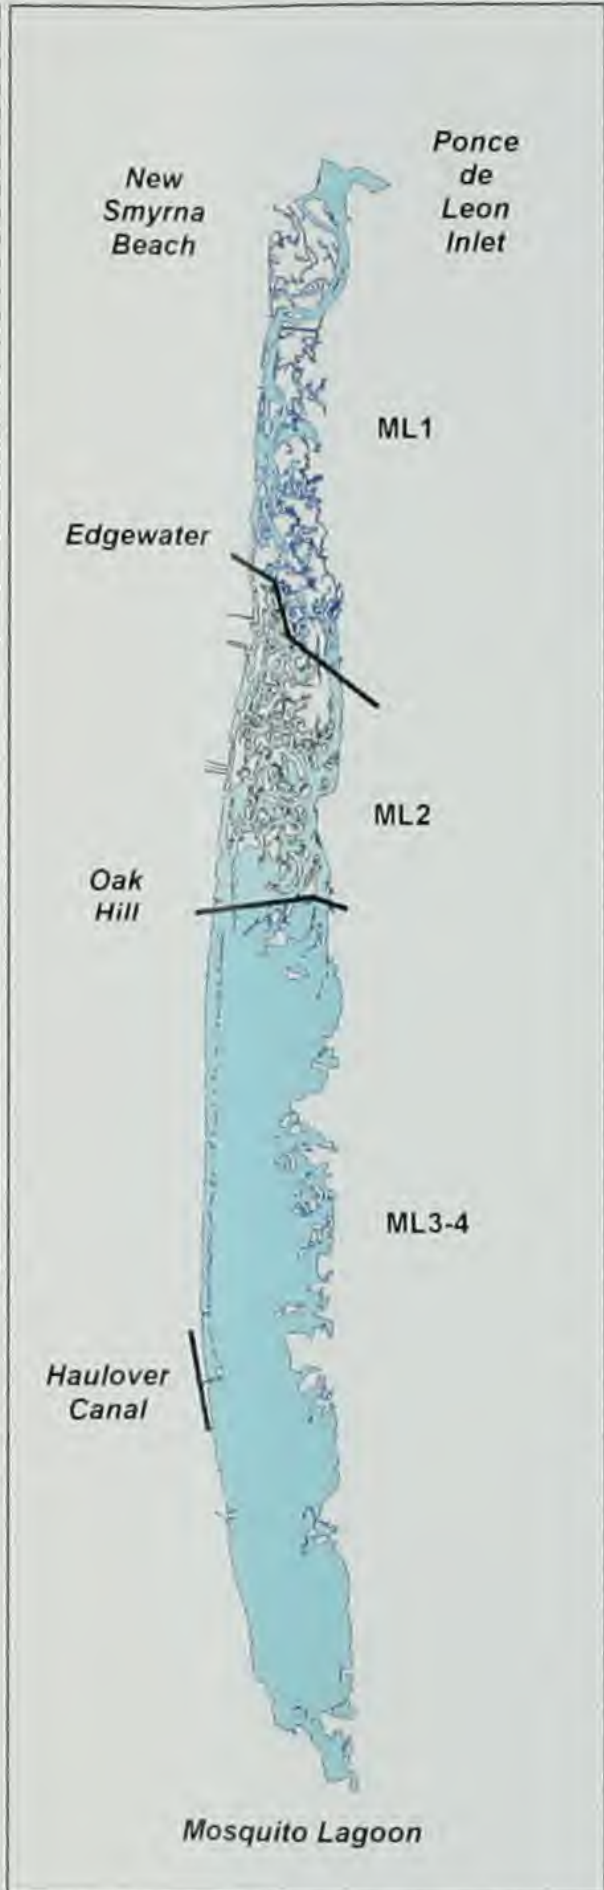 Ponce
de
Leon
Inlet
New
Smyrna
Beach
ML1
Edgewater
ML2
Oak
Hill
ML3-4
Haulover
Canal
Mosquito Lagoon